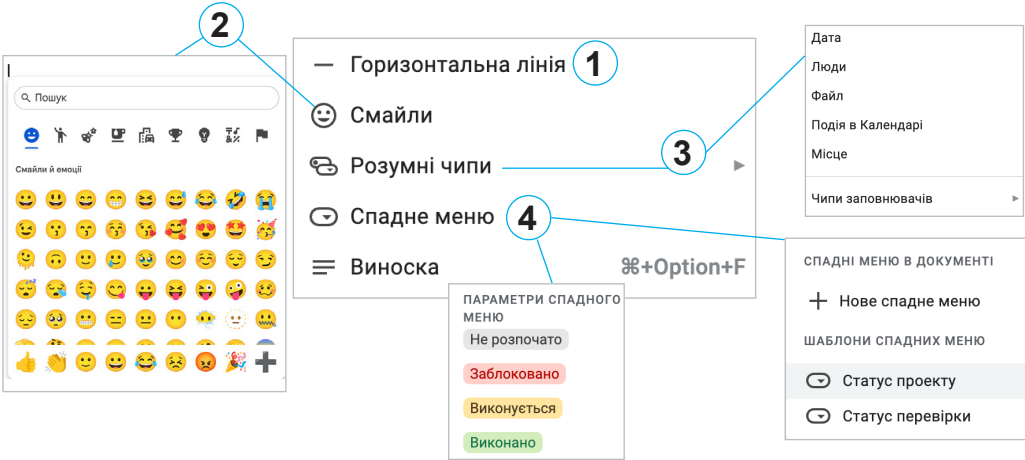 2
Пошук
Смайли й емоції
Горизонтальна лінія 1
Смайли
Розумні чипи 3
Спадне меню 4
Виноска ⌘+Option+F
Дата
Люди
Файл
Подія в Календарі
Місце
Чипи заповнювачів
ПАРАМЕТРИ СПАДНОГО
МЕНЮ
Не розпочато
Заблоковано
Виконується
Виконано
СПАДНІ МЕНЮ В ДОКУМЕНТІ
Нове спадне меню
ШАБЛОНИ СПАДНИХ МЕНЮ
Статус проекту
Статус перевірки